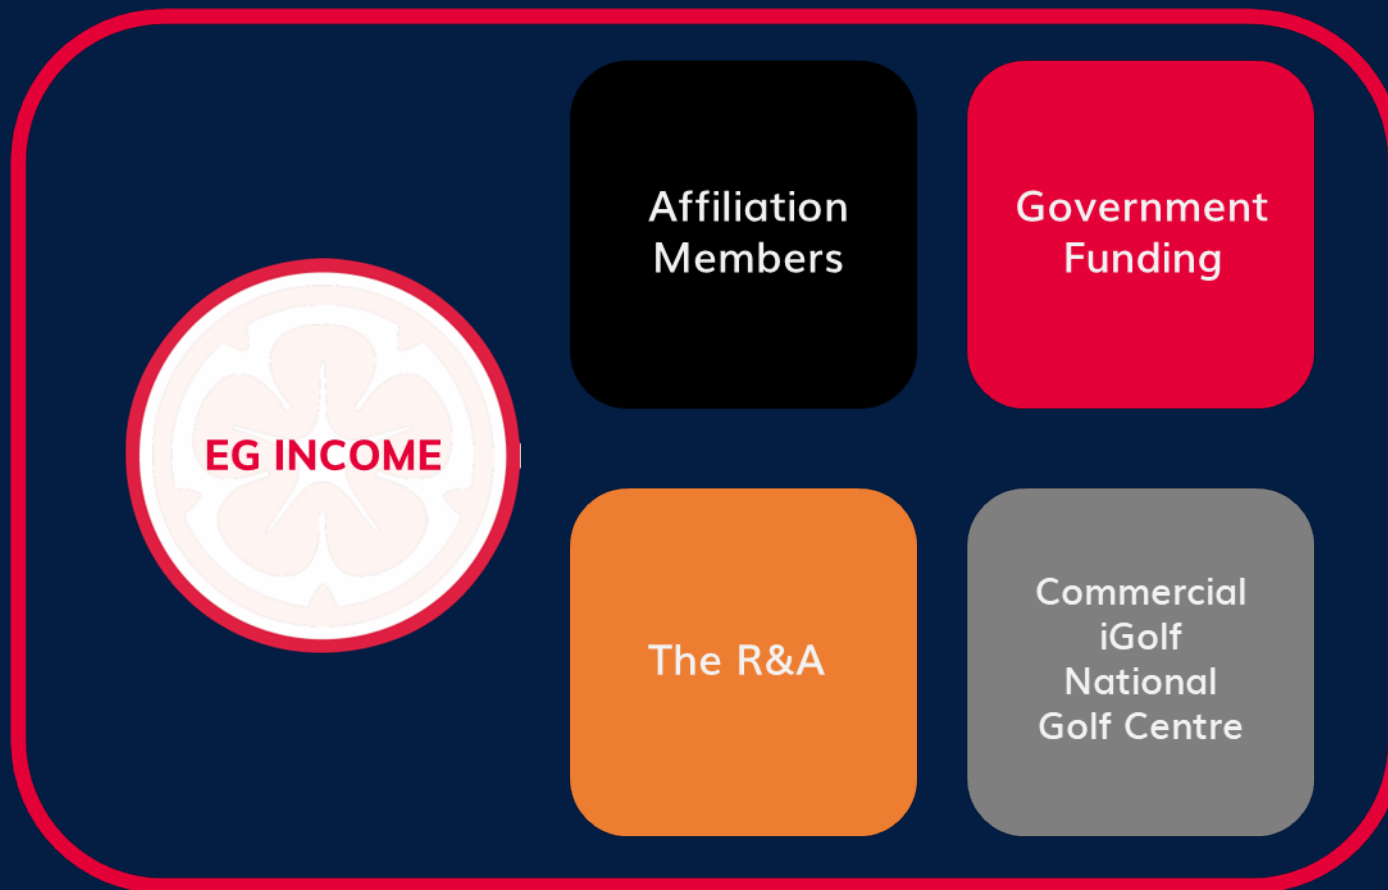 EG INCOME
Affiliation
Members
Government
Funding
The R&A
Commercial
iGolf
National
Golf Centre